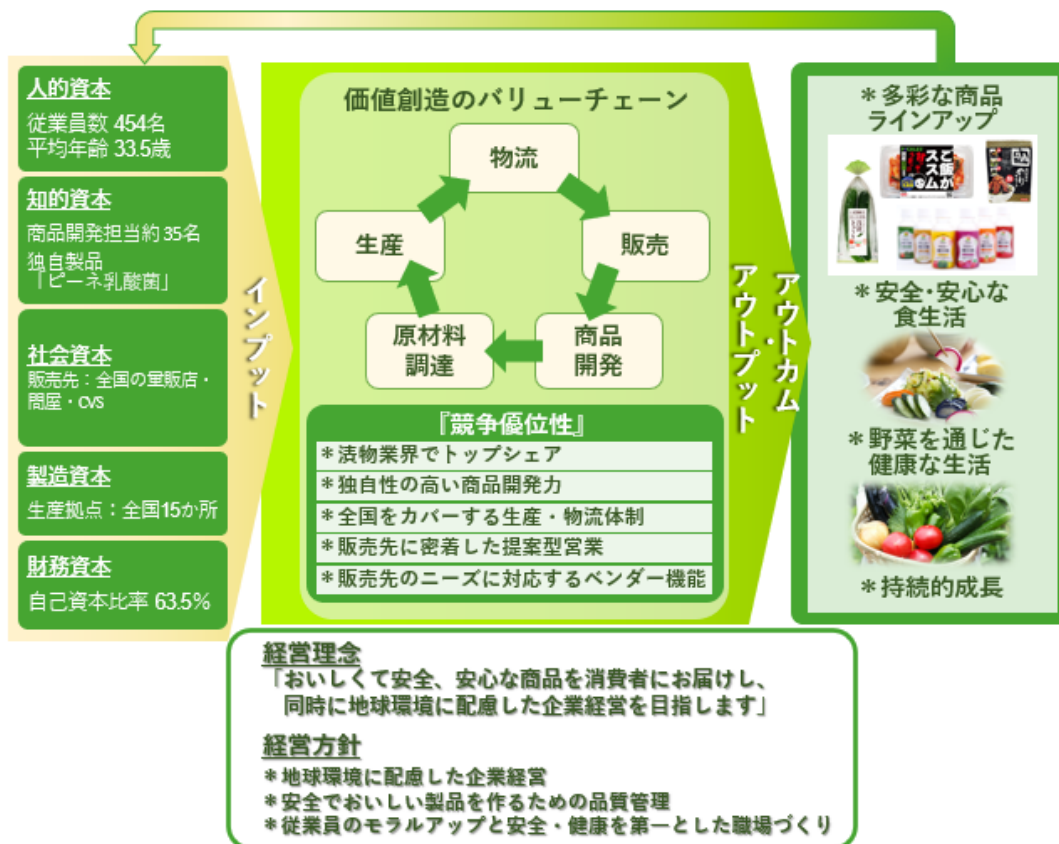 人的資本
従業員数 454名
平均年齢 33.5歳
知的資本
商品開発担当約35名
独自製品
「ピーネ乳酸菌」
社会資本
販売先：全国の量販店・
問屋・CVS
製造資本
生産拠点：全国15か所
財務資本
自己資本比率 63.5%
インプット
価値創造のバリューチェーン
物流
生産
販売
原材料
調達
商品
開発
『競争優位性』
＊漬物業界でトップシェア
＊独自性の高い商品開発力
＊全国をカバーする生産・物流体制
＊販売先に密着した提案型営業
＊販売先のニーズに対応するベンダー機能
アウトプット・
アウトカム
＊多彩な商品
ラインアップ
ご飯が
ススム
＊安全・安心な
食生活
＊野菜を通じた
健康な生活
＊持続的成長
経営理念
「おいしくて安全、安心な商品を消費者にお届けし、
同時に地球環境に配慮した企業経営を目指します」
経営方針
＊地球環境に配慮した企業経営
＊安全でおいしい製品を作るための品質管理
＊従業員のモラルアップと安全・健康を第一とした職場づくり